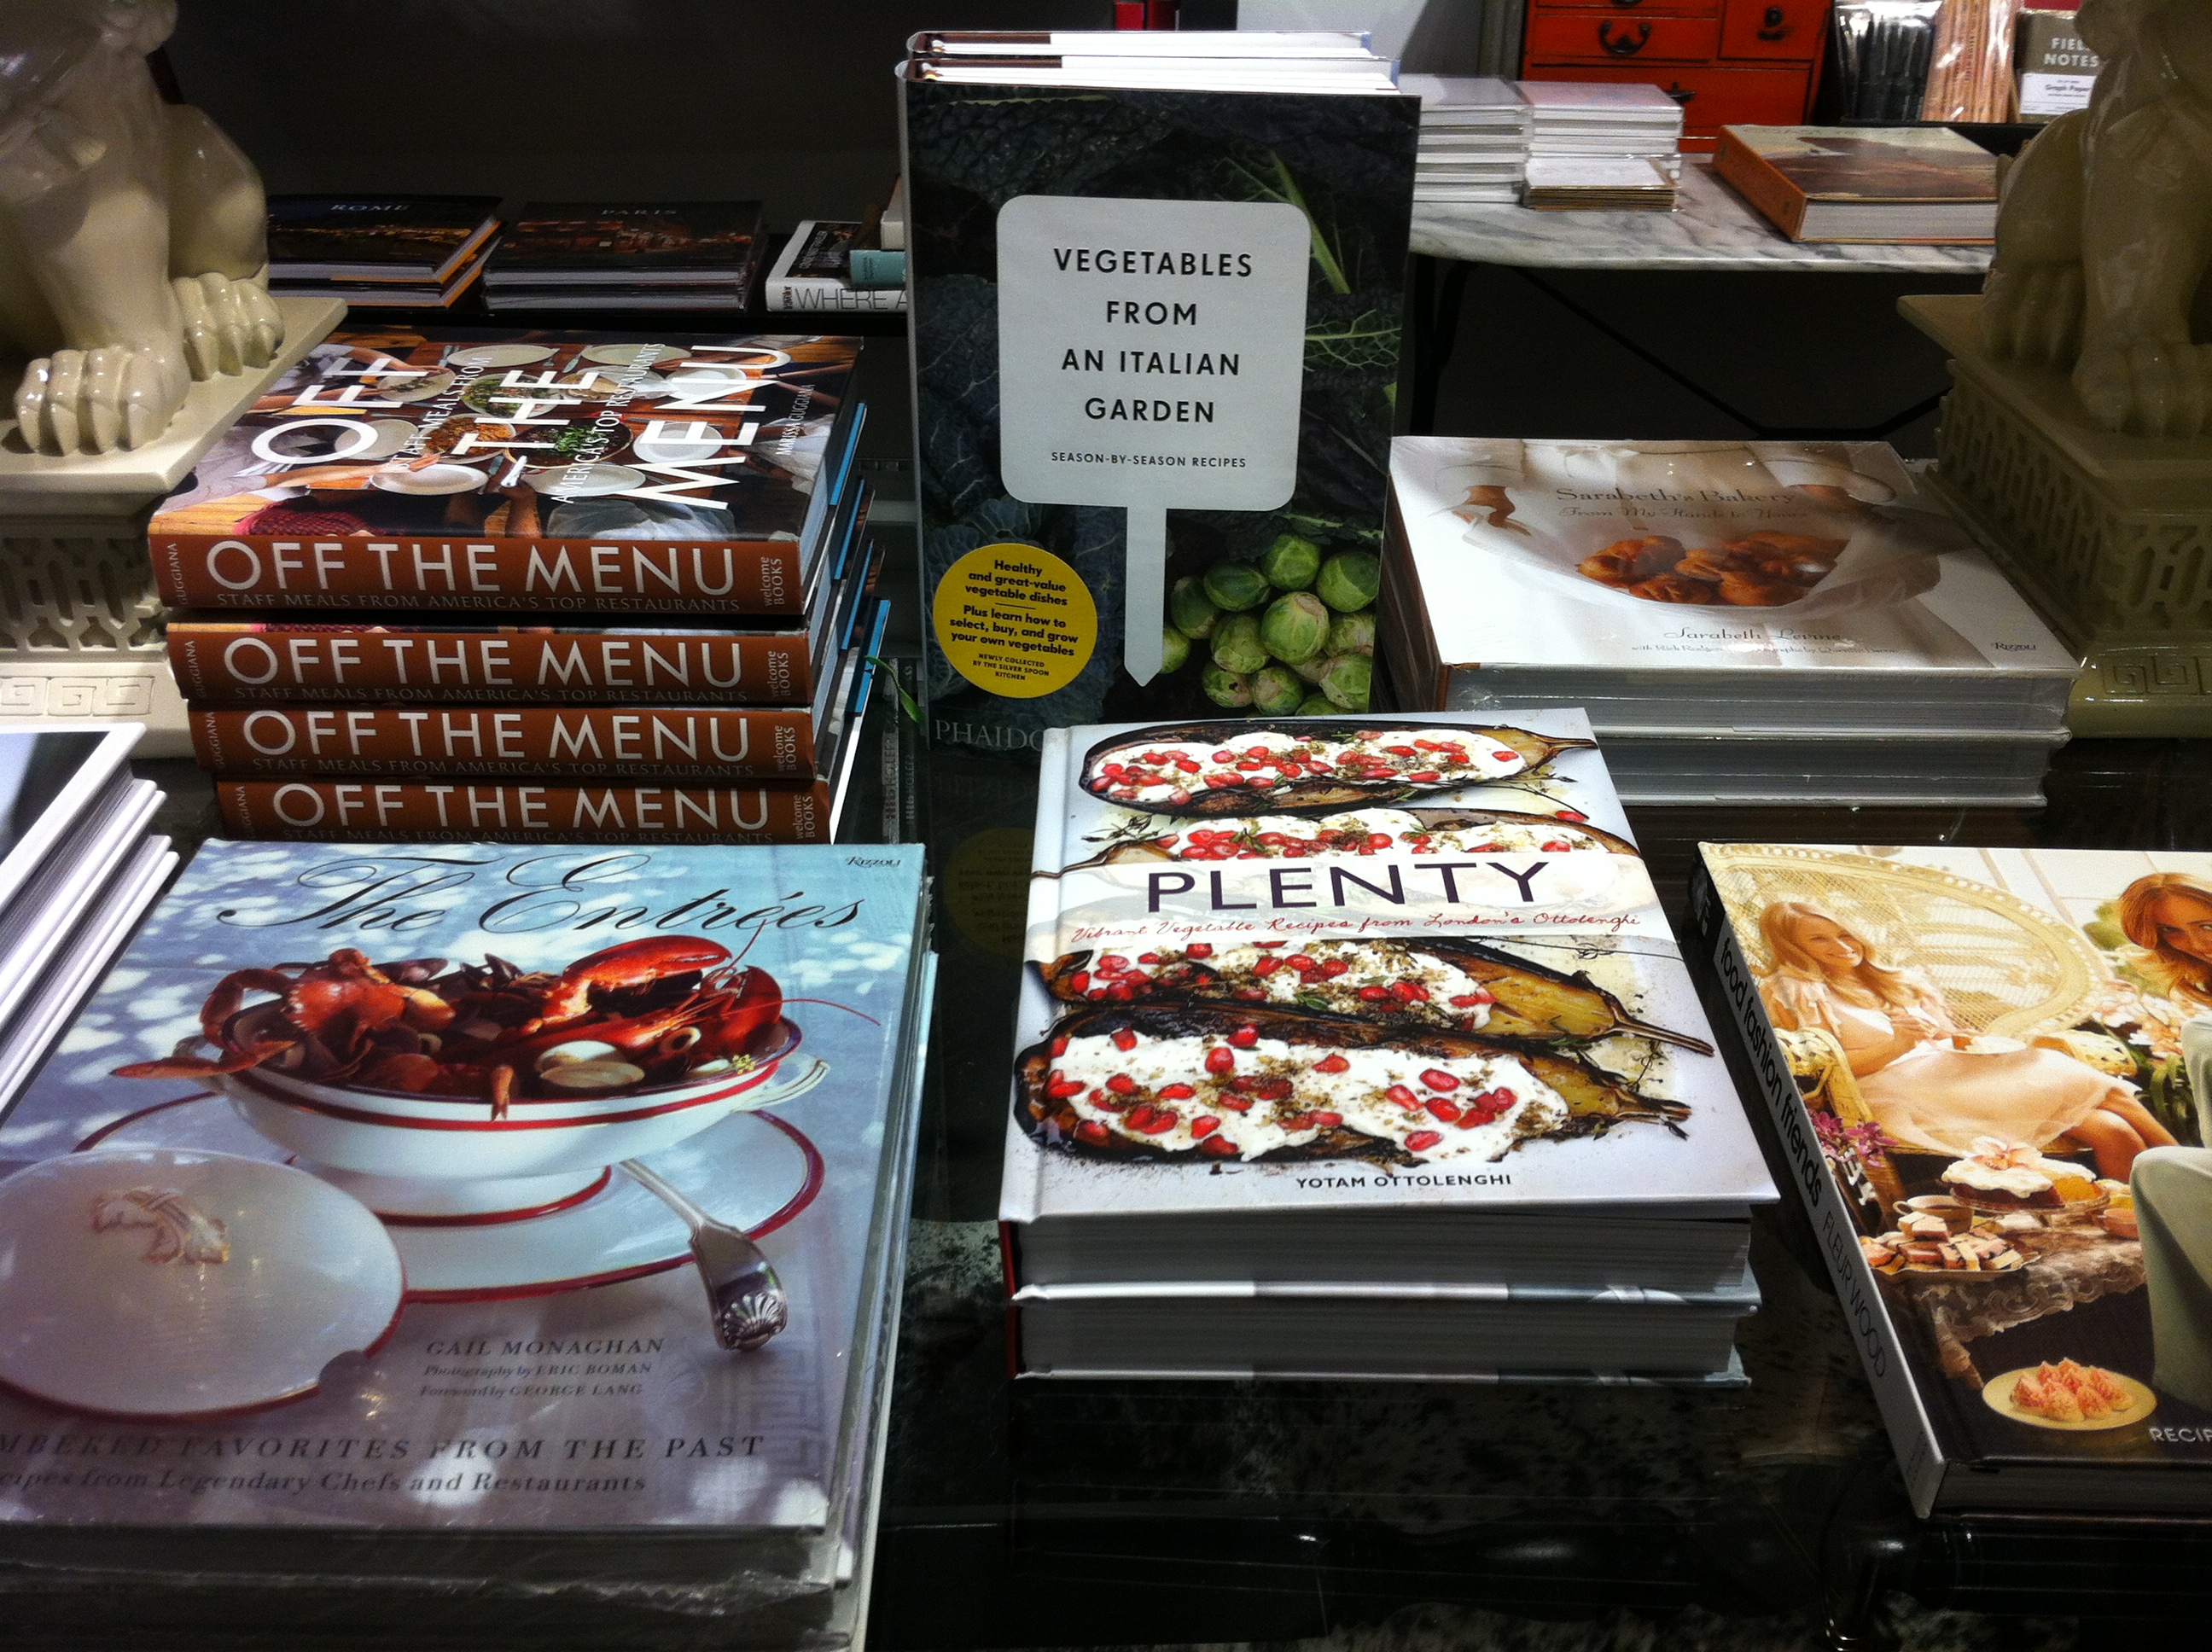 FIELD
NOTES
Graph Paper
ROME
PARIS
WHERE
VEGETABLES
FROM
AN ITALIAN
GARDEN
SEASON-BY-SEASON RECIPES
Healthy
and great-value
vegetable dishes
Plus learn how to
select, buy, and grow
your own vegetables
NEWLY COLLECTED
BY THE SILVER SPOON
KITCHEN
PHAIDO
OFF
THE
MENU
STAFF MEALS FROM
AMERICA'S TOP RESTAURANTS
MARISSA GUGGIANA
GUGGIANA OFF THE MENU welcome BOOKS
STAFF MEALS FROM AMERICA'S TOP RESTAURANTS
GUGGIANA OFF THE MENU welcome BOOKS
STAFF MEALS FROM AMERICA'S TOP RESTAURANTS
GUGGIANA OFF THE MENU welcome BOOKS
STAFF MEALS FROM AMERICA'S TOP RESTAURANTS
GUGGIANA OFF THE MENU welcome BOOKS
STAFF MEALS FROM AMERICA'S TOP RESTAURANTS
Sarabeth's Bakery
From My Hands to Yours
Sarabeth Levine
RIZZOLI
RIZZOLI
The Entrées
GAIL MONAGHAN
Photography by ERIC BOMAN
Foreword by GEORGE LANG
MBERED FAVORITES FROM THE PAST
cipes from Legendary Chefs and Restaurants
PLENTY
Vibrant Vegetable Recipes from London's Ottolenghi
YOTAM OTTOLENGHI
food fashion friends FLEUR WOOD
RECIP